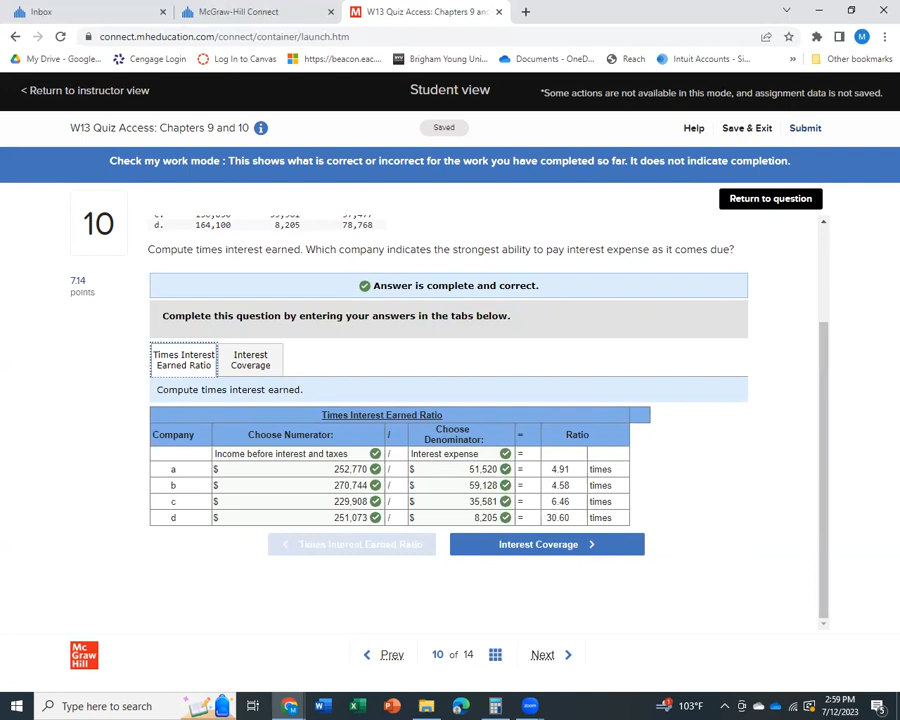 Inbox
McGraw-Hill Connect
W13 Quiz Access: Chapters 9 and
connect.mheducation.com/connect/container/launch.htm
M
My Drive - Google...
Cengage Login
Log In to Canvas
https://beacon.eac...
Brigham Young Uni...
Documents - OneD...
Reach
Intuit Accounts - Si...
»
Other bookmarks
< Return to instructor view
Student view
*Some actions are not available in this mode, and assignment data is not saved.
W13 Quiz Access: Chapters 9 and 10
Saved
Help
Save & Exit
Submit
Check my work mode : This shows what is correct or incorrect for the work you have completed so far. It does not indicate completion.
Return to question
10
7.14
points
d. 164,100 8,205 78,768
Compute times interest earned. Which company indicates the strongest ability to pay interest expense as it comes due?
Answer is complete and correct.
Complete this question by entering your answers in the tabs below.
Times Interest
Earned Ratio
Interest
Coverage
Compute times interest earned.
Times Interest Earned Ratio
Company Choose Numerator: / Choose Denominator: = Ratio
Income before interest and taxes / Interest expense =
a $ 252,770 / $ 51,520 = 4.91 times
b $ 270,744 / $ 59,128 = 4.58 times
c $ 229,908 / $ 35,581 = 6.46 times
d $ 251,073 / $ 8,205 = 30.60 times
< Times Interest Earned Ratio
Interest Coverage >
Mc
Graw
Hill
< Prev
10 of 14
Next >
Type here to search
103°F
2:59 PM
7/12/2023
5